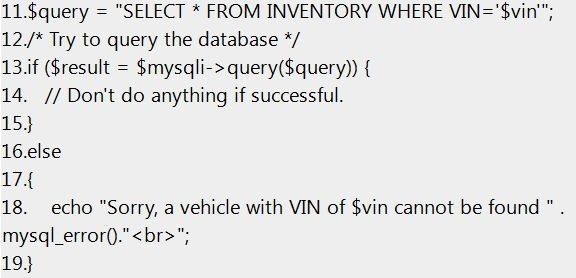 11.$query = "SELECT * FROM INVENTORY WHERE VIN='$vin'";
12./* Try to query the database */
13.if ($result = $mysqli->query($query)) {
14.   // Don't do anything if successful.
15.}
16.else
17.{
18.    echo "Sorry, a vehicle with VIN of $vin cannot be found " .
mysql_error()."<br>";
19.}